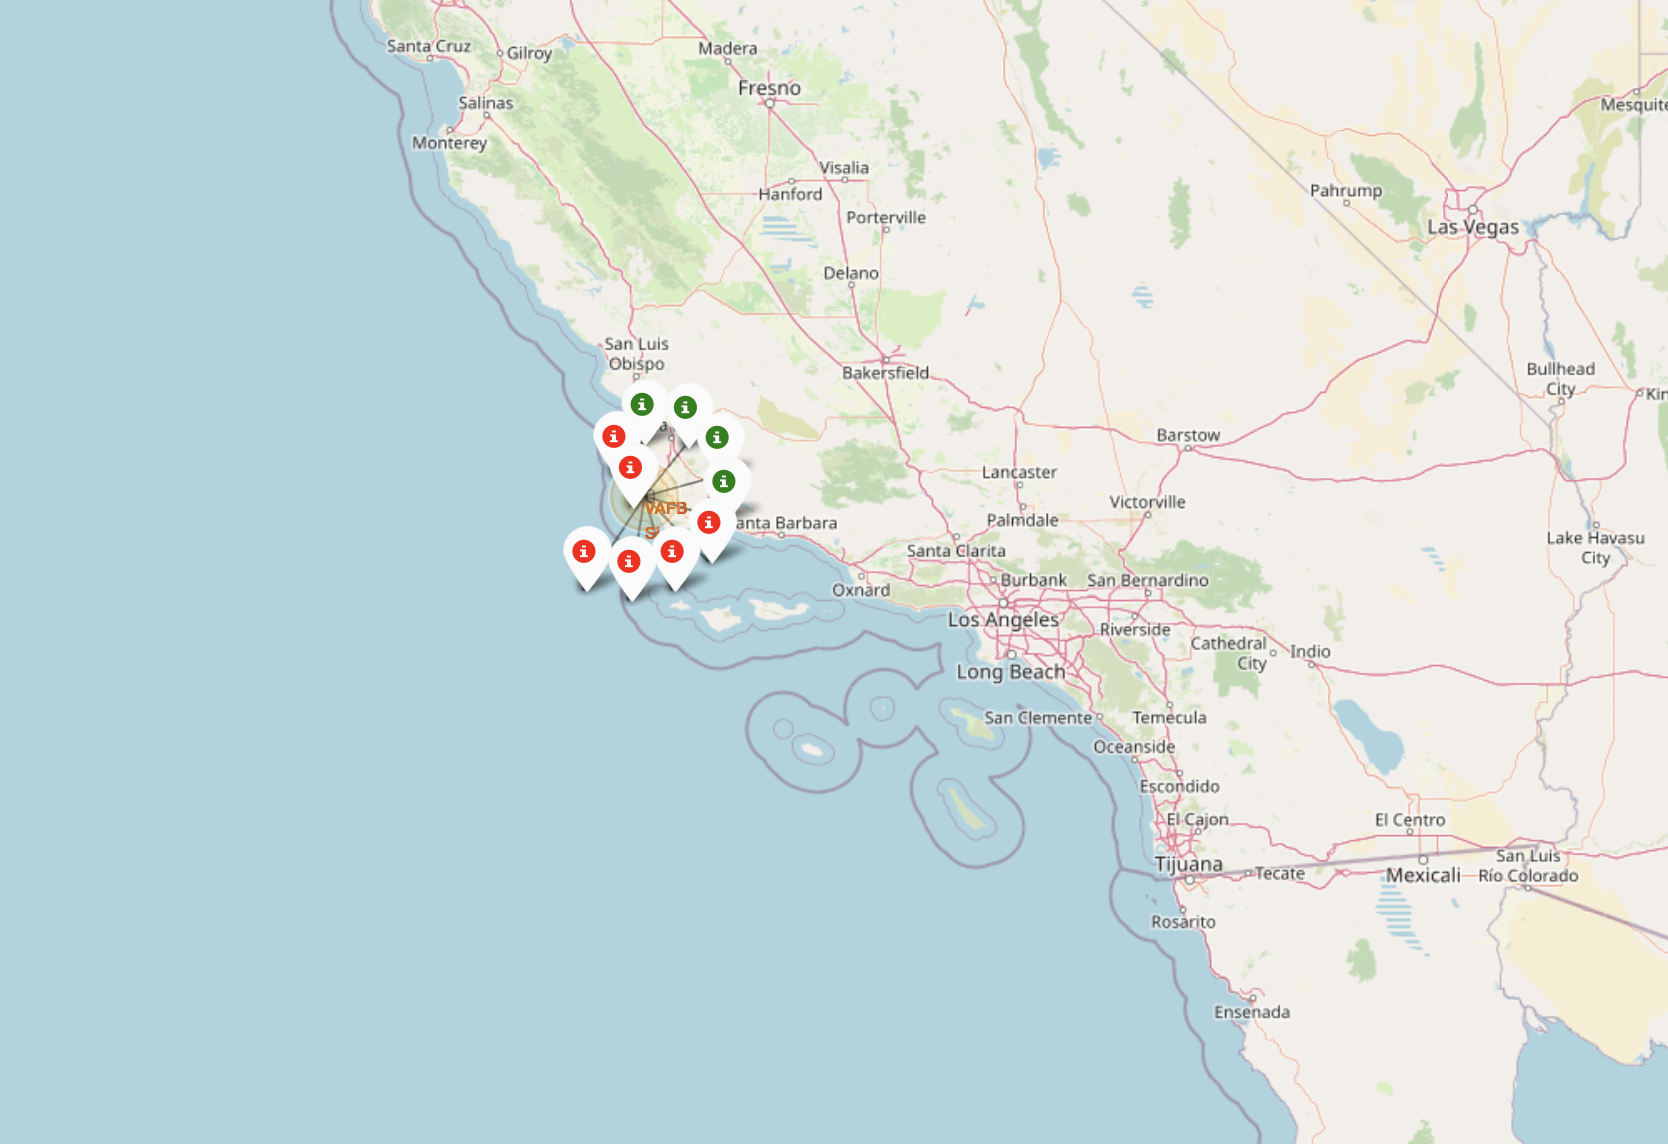 Santa Cruz
Gilroy
Madera
Fresno
Mesquite
Salinas
Monterey
Visalia
Hanford
Pahrump
Porterville
Las Vegas
Delano
San Luis
Obispo
Bakersfield
Bullhead
City
Kin
a
Barstow
Lancaster
Victorville
VAFB
anta Barbara
Palmdale
S
Lake Havasu
City
Santa Clarita
Burbank
San Bernardino
Oxnard
Los Angeles
Riverside
Cathedral
City
Indio
Long Beach
San Clemente
Temecula
Oceanside
Escondido
El Cajon
El Centro
Tijuana
Tecate
Mexicali
San Luis
Río Colorado
Rosarito
Ensenada